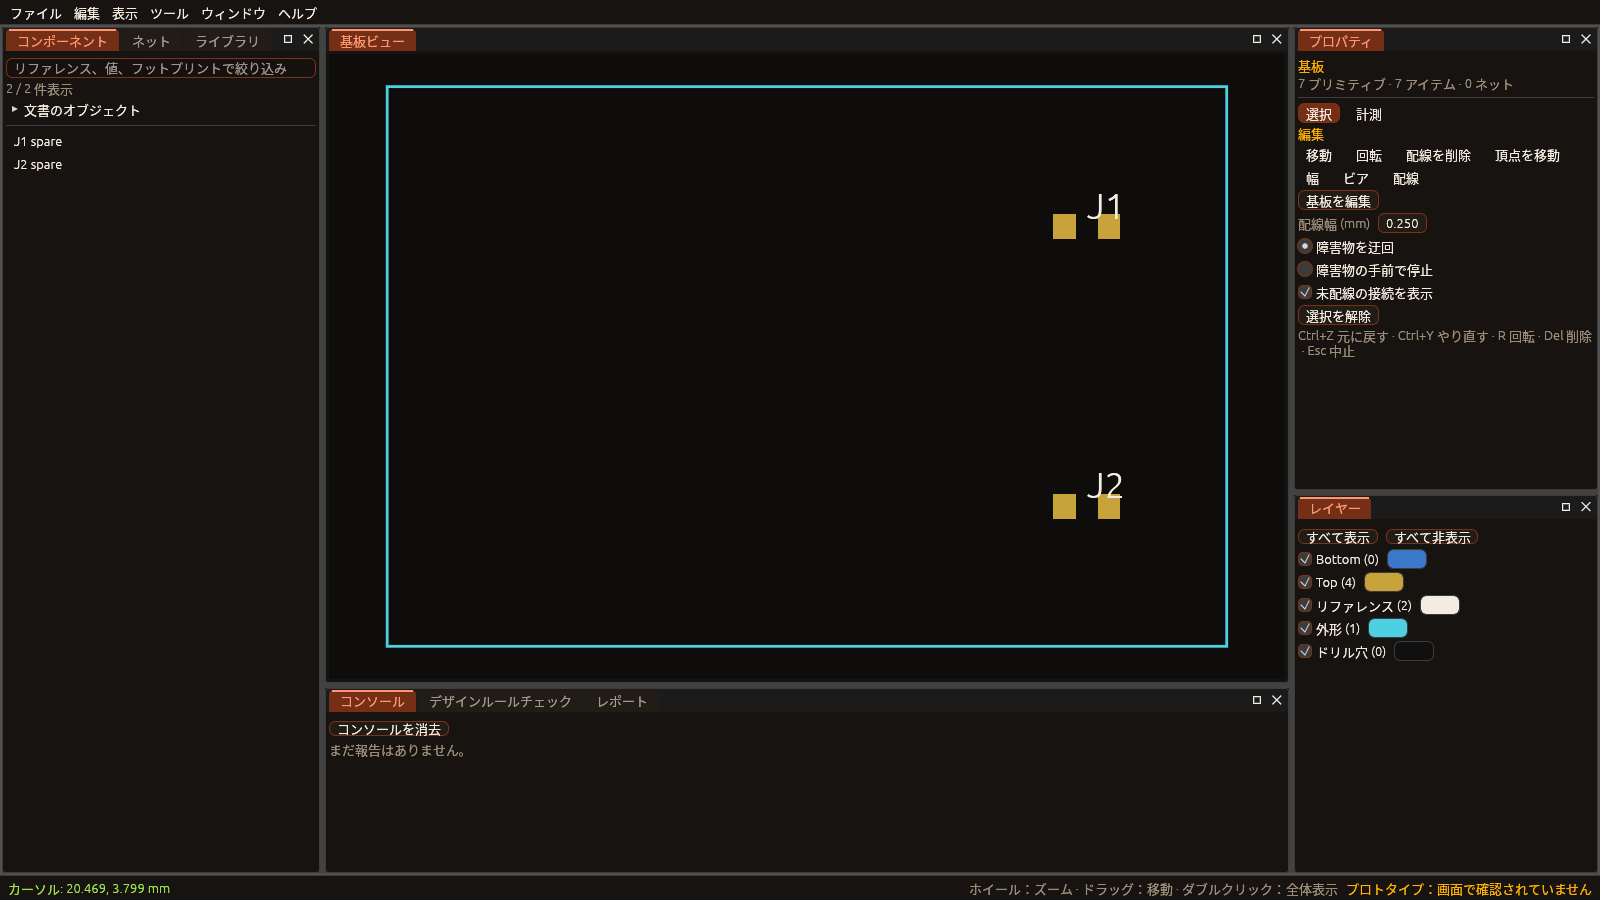 ファイル 編集 表示 ツール ウィンドウ ヘルプ
コンポーネント ネット ライブラリ
リファレンス、値、フットプリントで絞り込み
2 / 2 件表示
文書のオブジェクト
J1 spare
J2 spare
基板ビュー
J1
J2
コンソール デザインルールチェック レポート
コンソールを消去
まだ報告はありません。
プロパティ
基板
7 プリミティブ · 7 アイテム · 0 ネット
選択 計測
編集
移動 回転 配線を削除 頂点を移動
幅 ビア 配線
基板を編集
配線幅 (mm) 0.250
障害物を迂回
障害物の手前で停止
未配線の接続を表示
選択を解除
Ctrl+Z 元に戻す · Ctrl+Y やり直す · R 回転 · Del 削除
· Esc 中止
レイヤー
すべて表示 すべて非表示
Bottom (0)
Top (4)
リファレンス (2)
外形 (1)
ドリル穴 (0)
カーソル: 20.469, 3.799 mm
ホイール：ズーム · ドラッグ：移動 · ダブルクリック：全体表示 プロトタイプ：画面で確認されていません